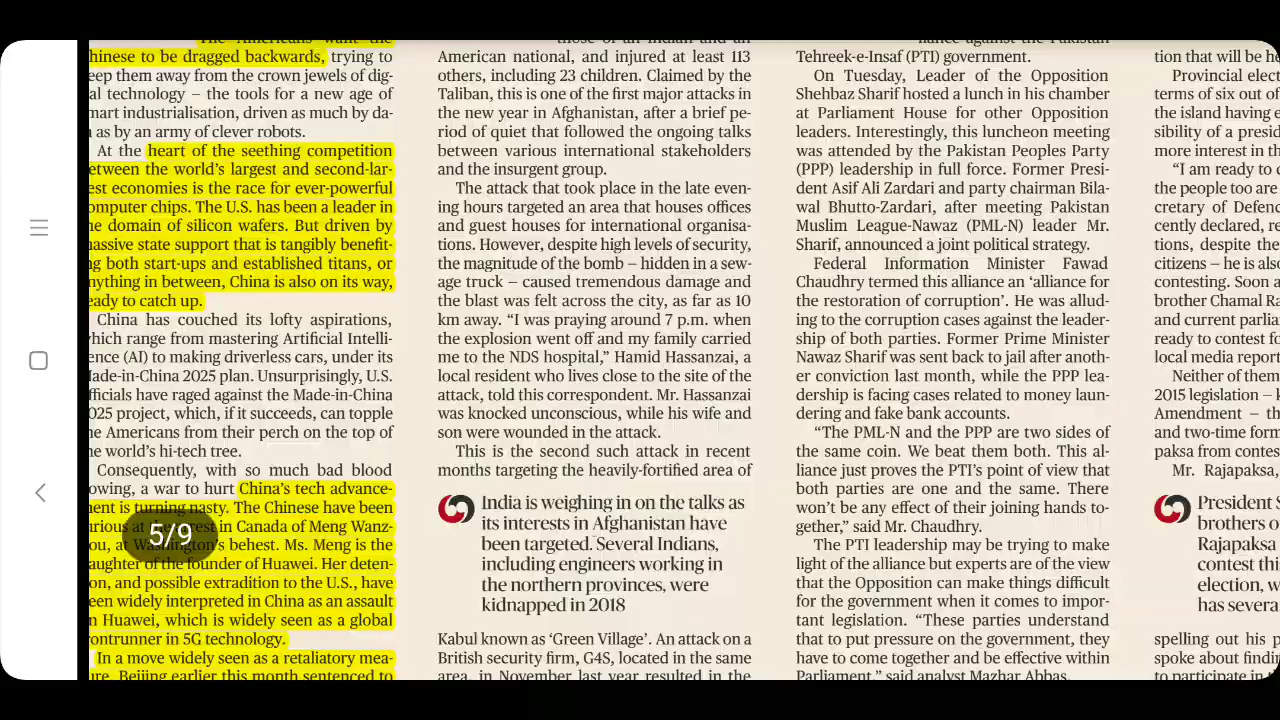 hinese to be dragged backwards, trying to
eep them away from the crown jewels of dig-
al technology – the tools for a new age of
mart industrialisation, driven as much by da-
as by an army of clever robots.
At the heart of the seething competition
etween the world's largest and second-lar-
est economies is the race for ever-powerful
omputer chips. The U.S. has been a leader in
he domain of silicon wafers. But driven by
massive state support that is tangibly benefit-
ng both start-ups and established titans, or
nything in between, China is also on its way,
eady to catch up.
China has couched its lofty aspirations,
which range from mastering Artificial Intelli-
ence (AI) to making driverless cars, under its
Made-in-China 2025 plan. Unsurprisingly, U.S.
fficials have raged against the Made-in-China
025 project, which, if it succeeds, can topple
he Americans from their perch on the top of
he world's hi-tech tree.
Consequently, with so much bad blood
owing, a war to hurt China's tech advance-
ment is turning nasty. The Chinese have been
urious at the arrest in Canada of Meng Wanz-
ou, at Washington's behest. Ms. Meng is the
aughter of the founder of Huawei. Her deten-
on, and possible extradition to the U.S., have
een widely interpreted in China as an assault
n Huawei, which is widely seen as a global
rontrunner in 5G technology.
In a move widely seen as a retaliatory mea-
ure, Beijing earlier this month sentenced to
5/9
American national, and injured at least 113
others, including 23 children. Claimed by the
Taliban, this is one of the first major attacks in
the new year in Afghanistan, after a brief pe-
riod of quiet that followed the ongoing talks
between various international stakeholders
and the insurgent group.
The attack that took place in the late even-
ing hours targeted an area that houses offices
and guest houses for international organisa-
tions. However, despite high levels of security,
the magnitude of the bomb – hidden in a sew-
age truck – caused tremendous damage and
the blast was felt across the city, as far as 10
km away. “I was praying around 7 p.m. when
the explosion went off and my family carried
me to the NDS hospital,” Hamid Hassanzai, a
local resident who lives close to the site of the
attack, told this correspondent. Mr. Hassanzai
was knocked unconscious, while his wife and
son were wounded in the attack.
This is the second such attack in recent
months targeting the heavily-fortified area of
India is weighing in on the talks as
its interests in Afghanistan have
been targeted. Several Indians,
including engineers working in
the northern provinces, were
kidnapped in 2018
Kabul known as ‘Green Village’. An attack on a
British security firm, G4S, located in the same
area, in November last year resulted in the
Tehreek-e-Insaf (PTI) government.
On Tuesday, Leader of the Opposition
Shehbaz Sharif hosted a lunch in his chamber
at Parliament House for other Opposition
leaders. Interestingly, this luncheon meeting
was attended by the Pakistan Peoples Party
(PPP) leadership in full force. Former Presi-
dent Asif Ali Zardari and party chairman Bila-
wal Bhutto-Zardari, after meeting Pakistan
Muslim League-Nawaz (PML-N) leader Mr.
Sharif, announced a joint political strategy.
Federal Information Minister Fawad
Chaudhry termed this alliance an ‘alliance for
the restoration of corruption’. He was allud-
ing to the corruption cases against the leader-
ship of both parties. Former Prime Minister
Nawaz Sharif was sent back to jail after anoth-
er conviction last month, while the PPP lea-
dership is facing cases related to money laun-
dering and fake bank accounts.
“The PML-N and the PPP are two sides of
the same coin. We beat them both. This al-
liance just proves the PTI's point of view that
both parties are one and the same. There
won't be any effect of their joining hands to-
gether,” said Mr. Chaudhry.
The PTI leadership may be trying to make
light of the alliance but experts are of the view
that the Opposition can make things difficult
for the government when it comes to impor-
tant legislation. “These parties understand
that to put pressure on the government, they
have to come together and be effective within
Parliament,” said analyst Mazhar Abbas.
tion that will be he
Provincial elect
terms of six out of
the island having e
sibility of a presid
more interest in th
“I am ready to c
the people too are
cretary of Defenc
cently declared, re
tions, despite the
citizens – he is also
contesting. Soon a
brother Chamal Ra
and current parlia
ready to contest fo
local media report
Neither of them
2015 legislation – k
Amendment – th
and two-time form
paksa from contes
Mr. Rajapaksa,
President S
brothers o
Rajapaksa
contest thi
election, w
has severa
spelling out his p
spoke about findin
to participate in t